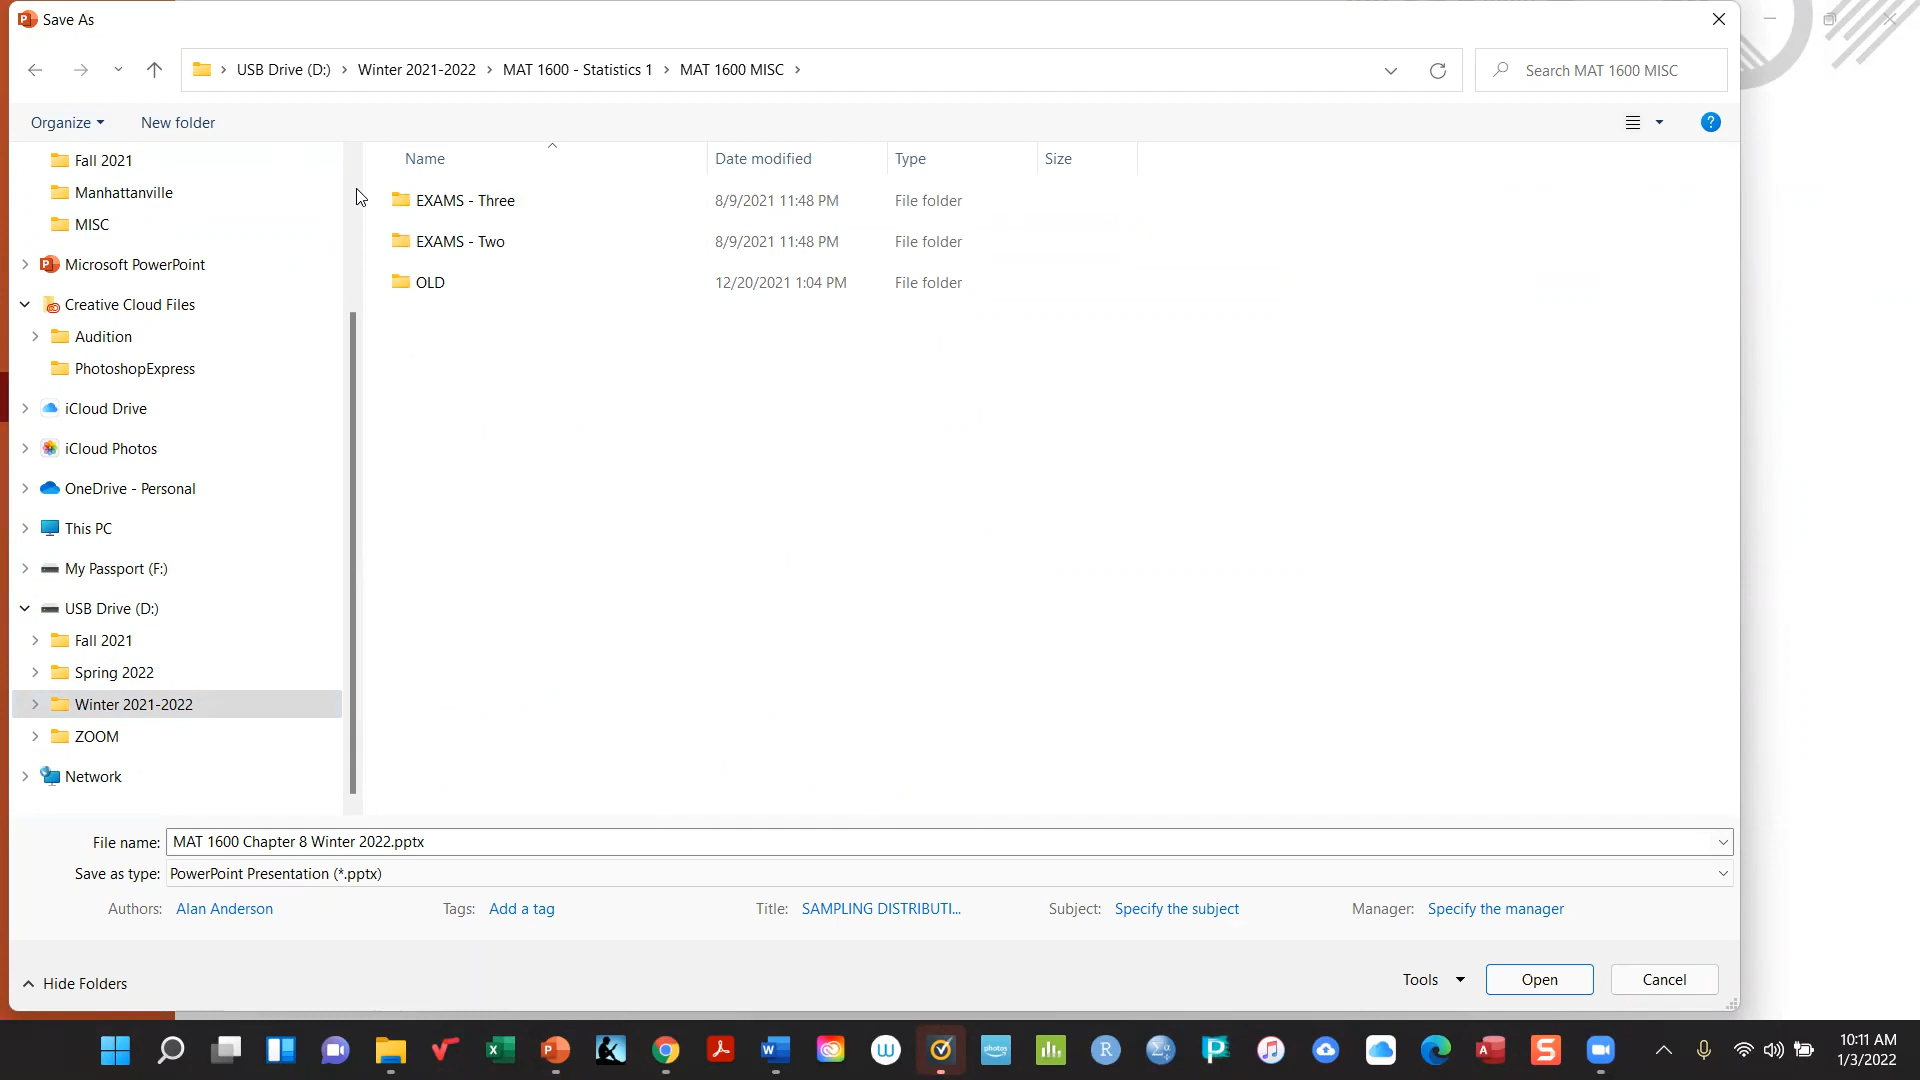 Save As
USB Drive (D:) › Winter 2021-2022 › MAT 1600 - Statistics 1 › MAT 1600 MISC ›
Search MAT 1600 MISC
Organize
New folder
?
Name
Date modified
Type
Size
Fall 2021
Manhattanville
MISC
Microsoft PowerPoint
Creative Cloud Files
Audition
PhotoshopExpress
iCloud Drive
iCloud Photos
OneDrive - Personal
This PC
My Passport (F:)
USB Drive (D:)
Fall 2021
Spring 2022
Winter 2021-2022
ZOOM
Network
EXAMS - Three 8/9/2021 11:48 PM File folder
EXAMS - Two 8/9/2021 11:48 PM File folder
OLD 12/20/2021 1:04 PM File folder
File name: MAT 1600 Chapter 8 Winter 2022.pptx
Save as type: PowerPoint Presentation (*.pptx)
Authors: Alan Anderson
Tags: Add a tag
Title: SAMPLING DISTRIBUTI...
Subject: Specify the subject
Manager: Specify the manager
Hide Folders
Tools
Open
Cancel
photos
10:11 AM
1/3/2022